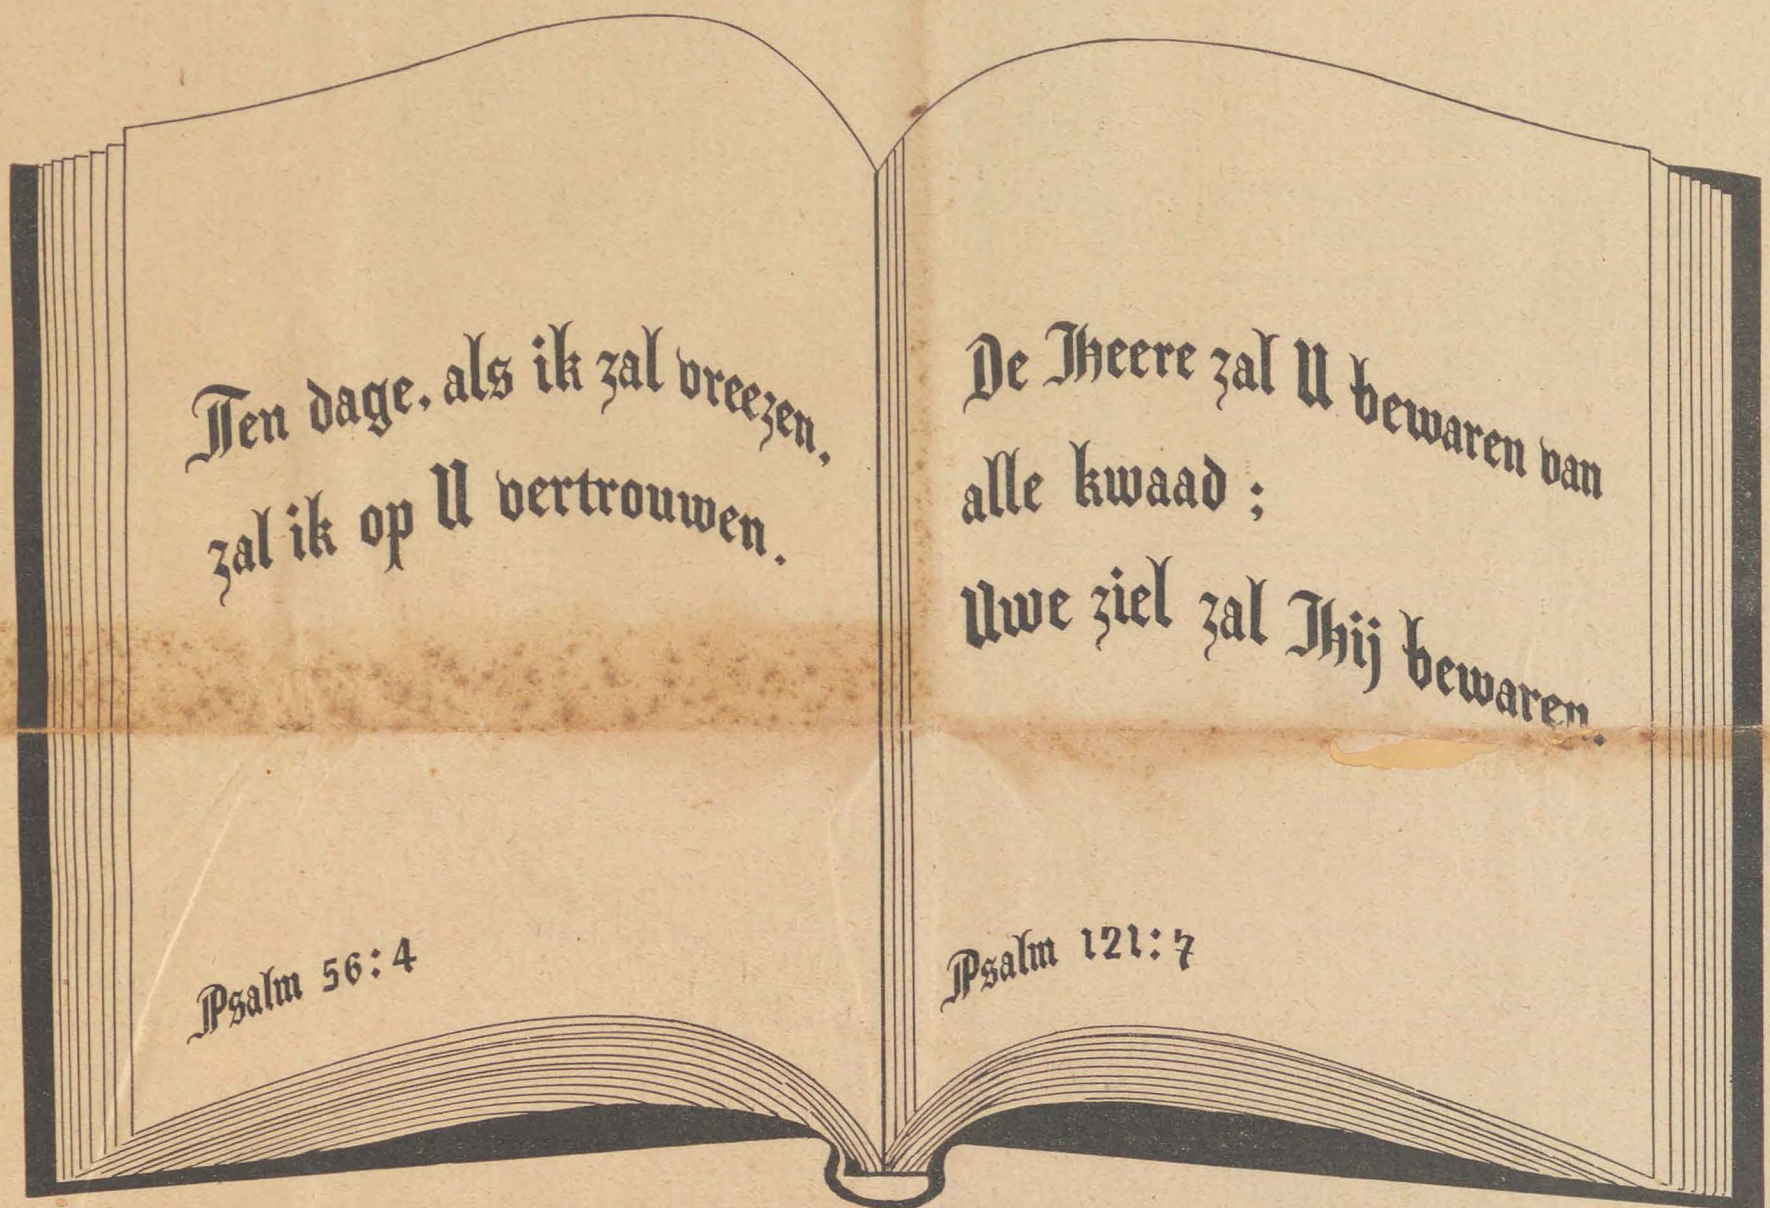 Ten dage, als ik zal vreezen,
zal ik op U vertrouwen.
Psalm 56:4
De Heere zal U bewaren van
alle kwaad ;
Uwe ziel zal Hij bewaren.
Psalm 121:7